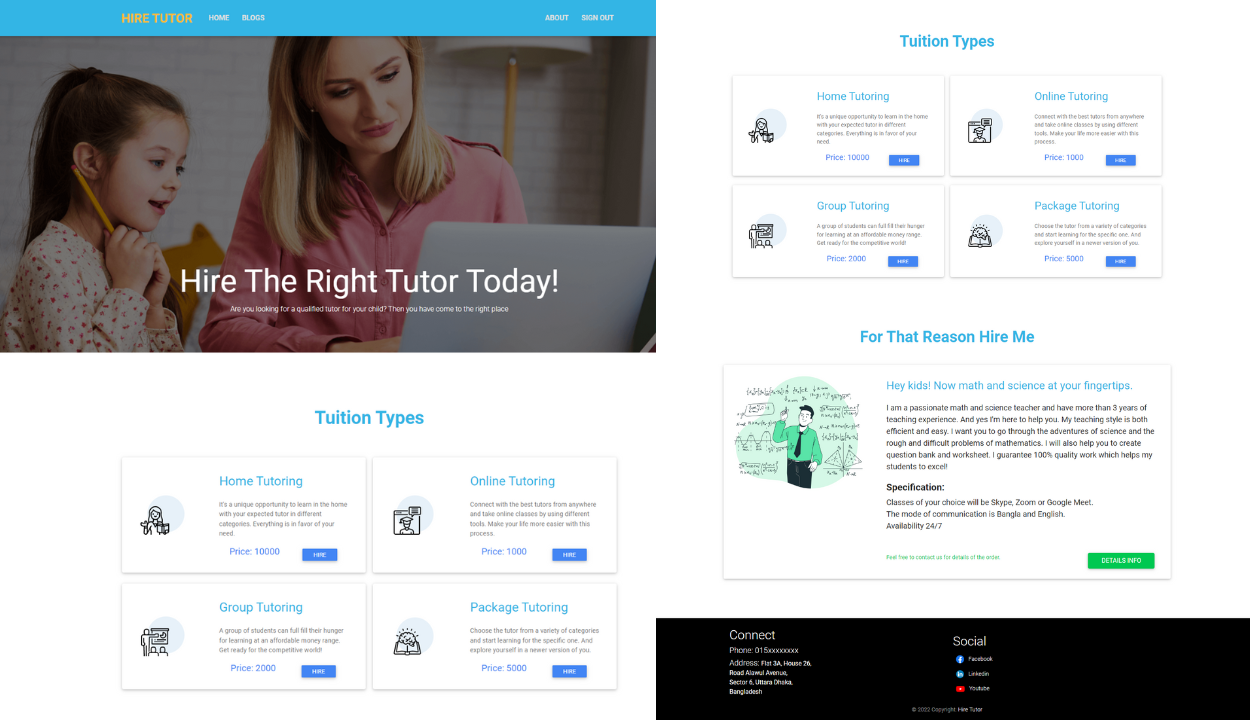 HIRE TUTOR HOME BLOGS ABOUT SIGN OUT
Hire The Right Tutor Today!
Are you looking for a qualified tutor for your child? Then you have come to the right place
Tuition Types
Home Tutoring
It's a unique opportunity to learn in the home
with your expected tutor in different
categories. Everything is in favor of your
need.
Price: 10000 HIRE
Online Tutoring
Connect with the best tutors from anywhere
and take online classes by using different
tools. Make your life more easier with this
process.
Price: 1000 HIRE
Group Tutoring
A group of students can full fill their hunger
for learning at an affordable money range.
Get ready for the competitive world!
Price: 2000 HIRE
Package Tutoring
Choose the tutor from a variety of categories
and start learning for the specific one. And
explore yourself in a newer version of you.
Price: 5000 HIRE
Tuition Types
Home Tutoring
It's a unique opportunity to learn in the home
with your expected tutor in different
categories. Everything is in favor of your
need.
Price: 10000 HIRE
Online Tutoring
Connect with the best tutors from anywhere
and take online classes by using different
tools. Make your life more easier with this
process.
Price: 1000 HIRE
Group Tutoring
A group of students can full fill their hunger
for learning at an affordable money range.
Get ready for the competitive world!
Price: 2000 HIRE
Package Tutoring
Choose the tutor from a variety of categories
and start learning for the specific one. And
explore yourself in a newer version of you.
Price: 5000 HIRE
For That Reason Hire Me
Hey kids! Now math and science at your fingertips.
I am a passionate math and science teacher and have more than 3 years of
teaching experience. And yes I'm here to help you. My teaching style is both
efficient and easy. I want you to go through the adventures of science and the
rough and difficult problems of mathematics. I will also help you to create
question bank and worksheet. I guarantee 100% quality work which helps my
students to excel!
Specification:
Classes of your choice will be Skype, Zoom or Google Meet.
The mode of communication is Bangla and English.
Availability 24/7
Feel free to contact us for details of the order. DETAILS INFO
Connect
Phone: 015xxxxxxxx
Address: Flat 3A, House 26,
Road Alawul Avenue,
Sector 6, Uttara Dhaka,
Bangladesh
Social
Facebook
Linkedin
Youtube
© 2022 Copyright: Hire Tutor